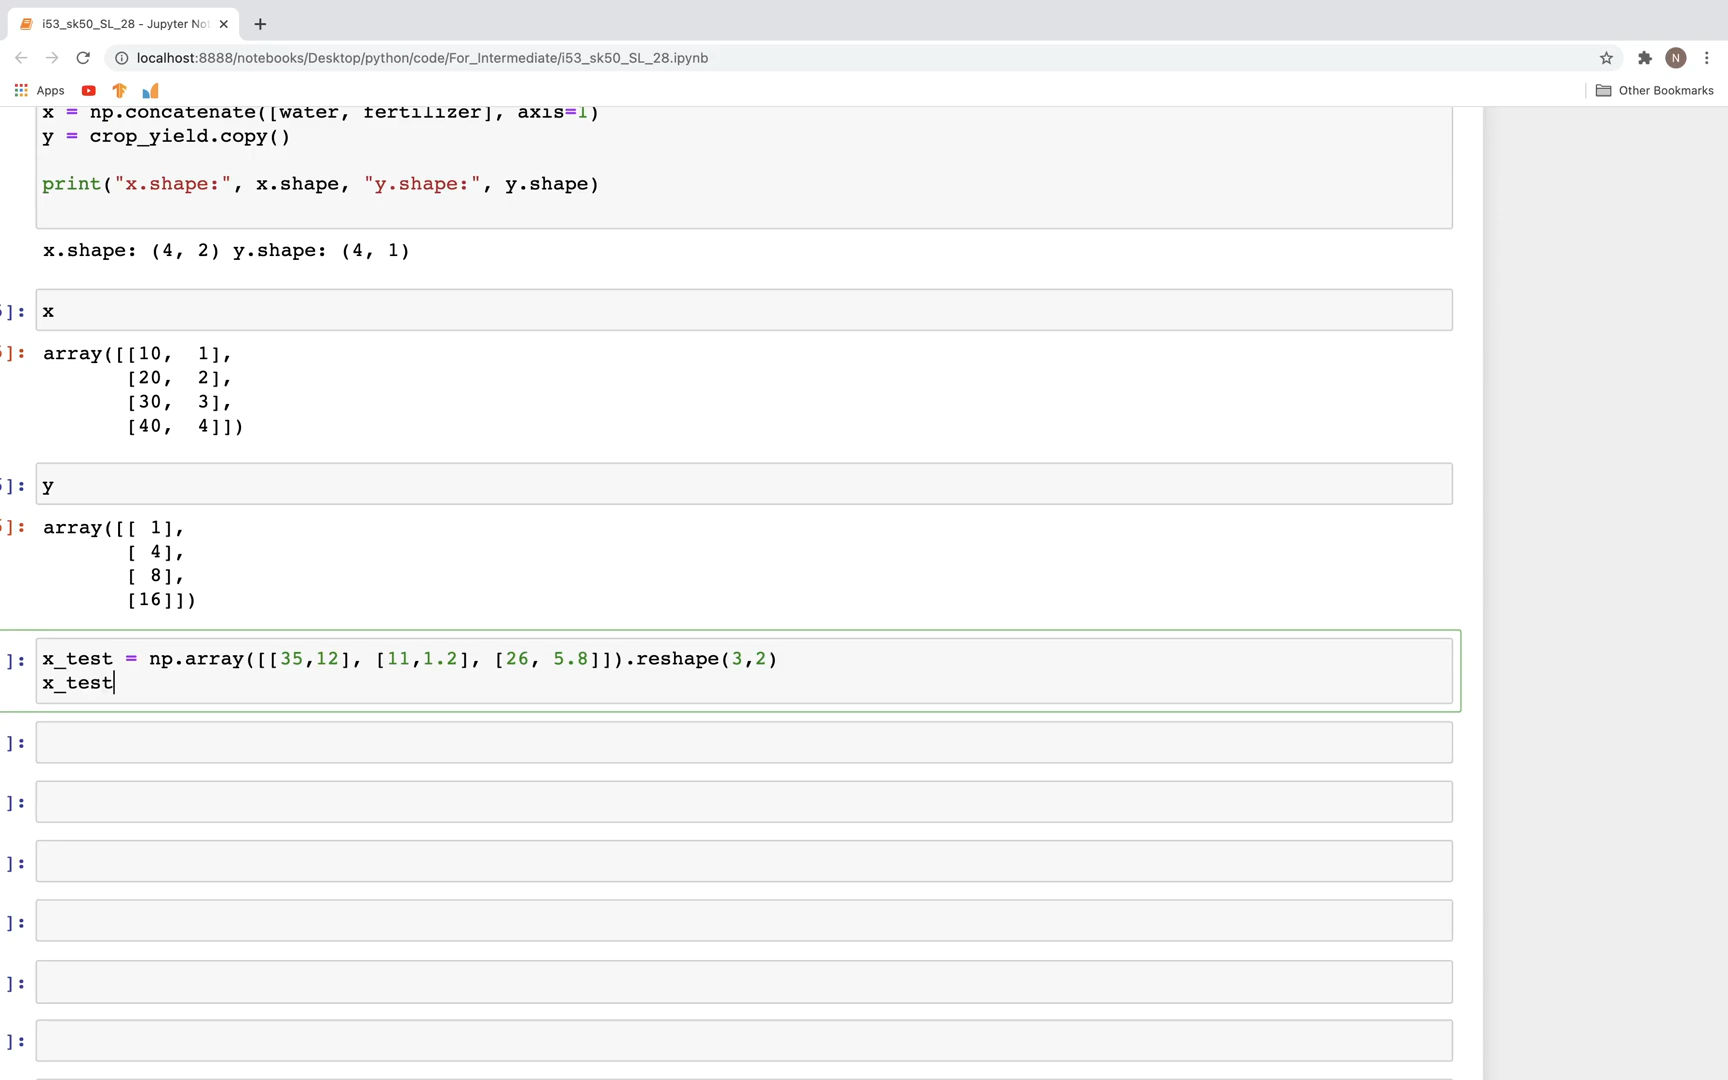 i53_sk50_SL_28 - Jupyter No
localhost:8888/notebooks/Desktop/python/code/For_Intermediate/i53_sk50_SL_28.ipynb
N
Apps
Other Bookmarks
x = np.concatenate([water, fertilizer], axis=1)
y = crop_yield.copy()
print("x.shape:", x.shape, "y.shape:", y.shape)
x.shape: (4, 2) y.shape: (4, 1)
]: x
]: array([[10,  1],
[20,  2],
[30,  3],
[40,  4]])
]: y
]: array([[ 1],
[ 4],
[ 8],
[16]])
]: x_test = np.array([[35,12], [11,1.2], [26, 5.8]]).reshape(3,2)
x_test
]:
]:
]:
]:
]:
]: